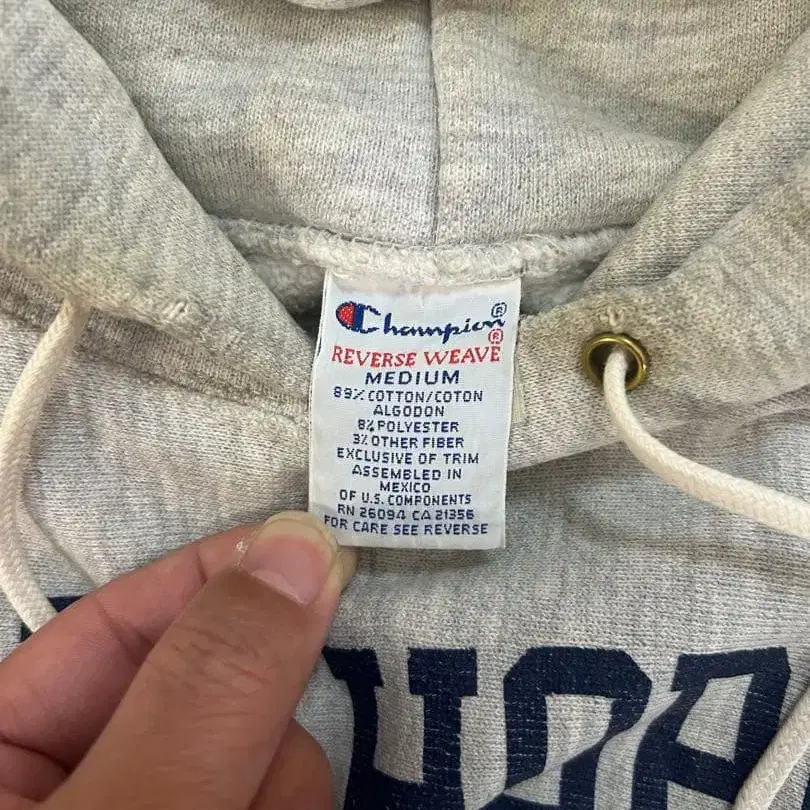 Champion®
REVERSE WEAVE®
MEDIUM
89% COTTON/COTON
ALGODON
8% POLYESTER
3% OTHER FIBER
EXCLUSIVE OF TRIM
ASSEMBLED IN
MEXICO
OF U.S. COMPONENTS
RN 26094 CA 21356
FOR CARE SEE REVERSE